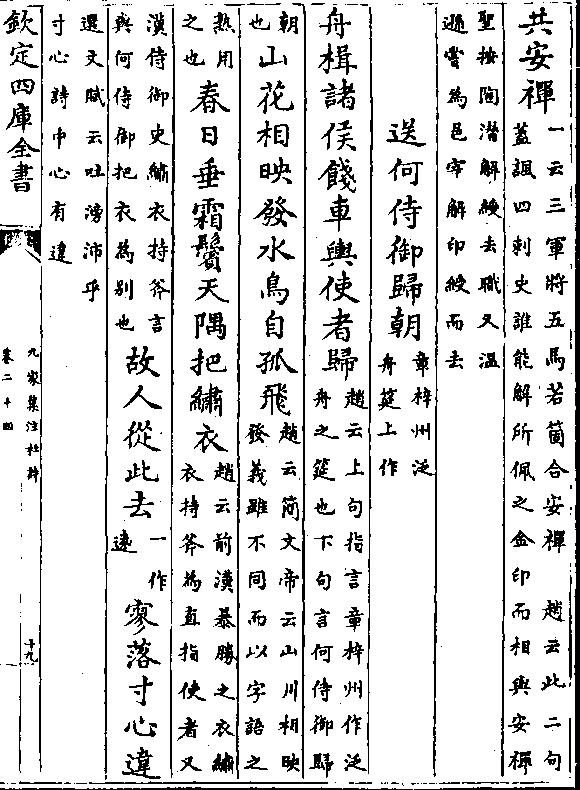 共安禪一云三軍將五馬若箇合安禪　趙云此二句
蓋諷四刺史誰能解所佩之金印而相與安禪
聖掾陶潛解綬去職又溫
遜嘗為邑宰解印綬而去
送何侍御歸朝章梓州泛
舟筵上作
舟楫諸侯餞車輿使者歸趙云上句指言章梓州作泛
舟之筵也下句言何侍御歸
朝
也山花相映發水鳥自孤飛趙云簡文帝云山川相映
發義雖不同而以字語之
熟用
之也春日垂霜鬢天隅把繡衣趙云前漢暴勝之衣繡
衣持斧為直指使者又
漢侍御史繡衣持斧言
與何侍御把衣為別也故人從此去一作
遠寥落寸心違
選文賦云吐滂沛乎
寸心詩中心有違
欽定四庫全書
九家集注杜詩
卷二十四
十九